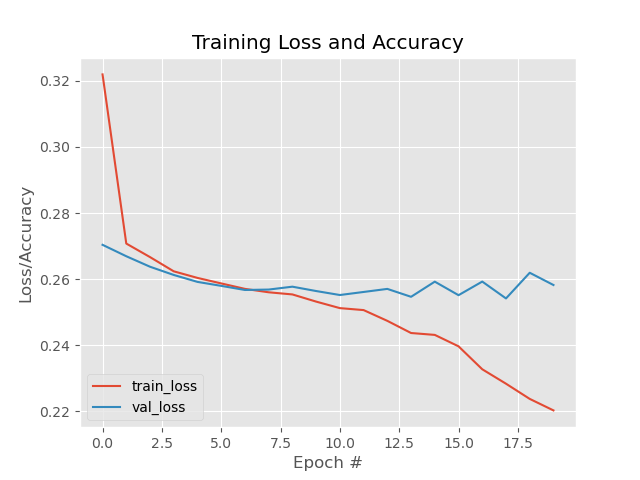 Training Loss and Accuracy
0.32
0.30
0.28
0.26
0.24
0.22
Loss/Accuracy
train_loss
val_loss
0.0 2.5 5.0 7.5 10.0 12.5 15.0 17.5
Epoch #